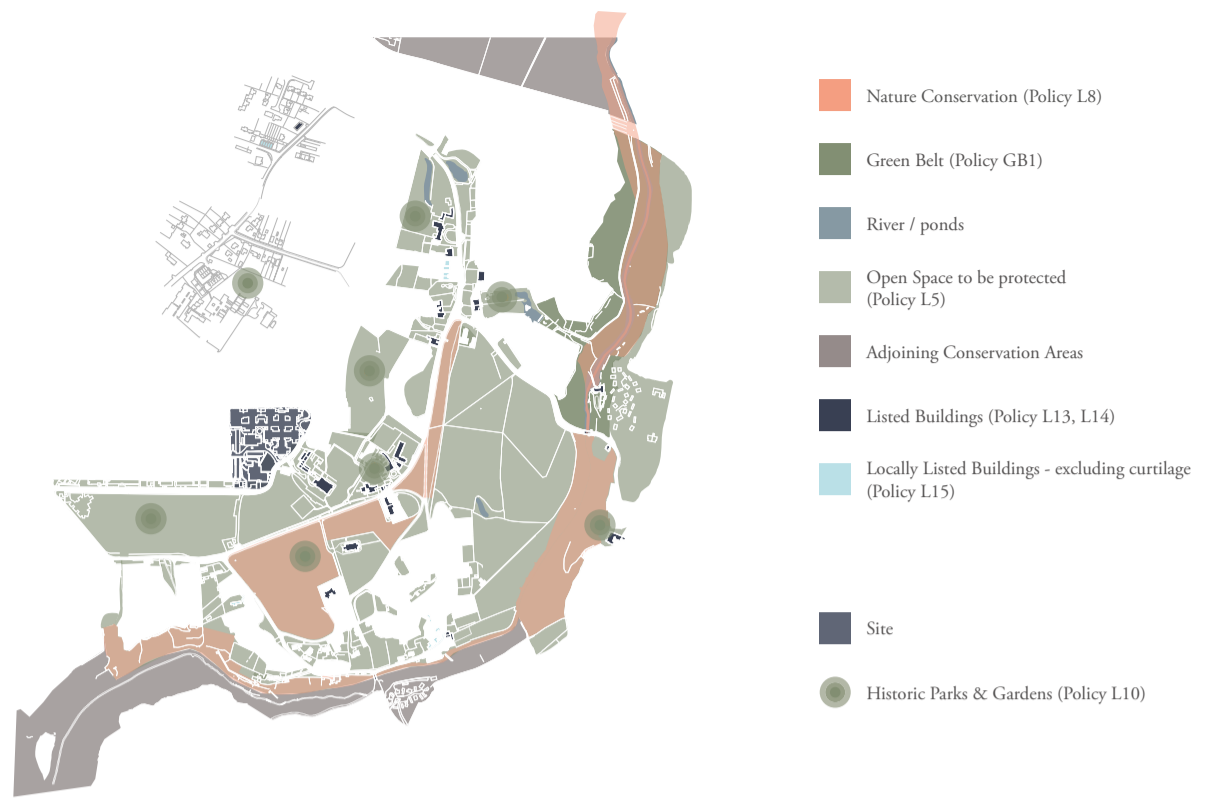 Nature Conservation (Policy L8)
Green Belt (Policy GB1)
River / ponds
Open Space to be protected
(Policy L5)
Adjoining Conservation Areas
Listed Buildings (Policy L13, L14)
Locally Listed Buildings - excluding curtilage
(Policy L15)
Site
Historic Parks & Gardens (Policy L10)